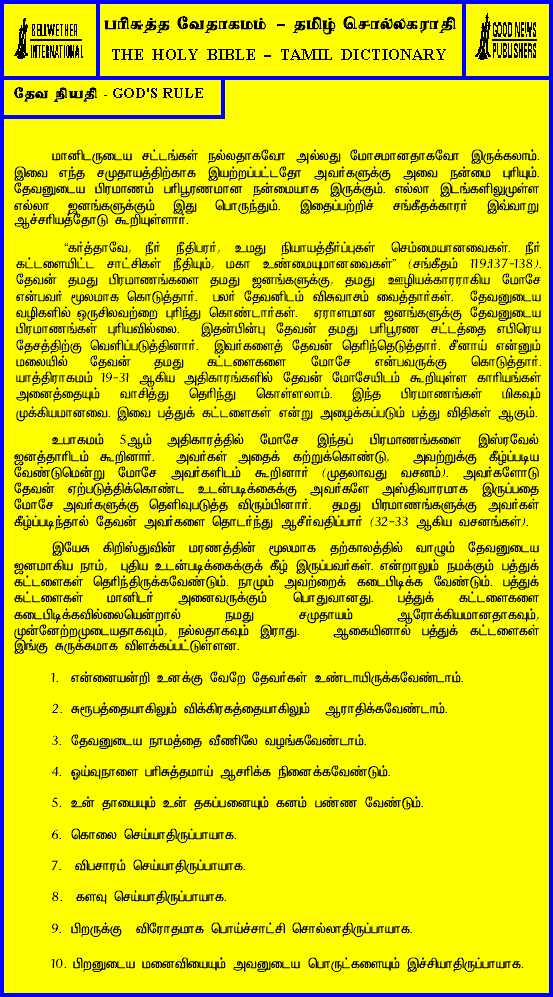 BELLWETHER
INTERNATIONAL
பரிசுத்த வேதாகமம் – தமிழ் சொல்லகராதி
THE HOLY BIBLE – TAMIL DICTIONARY
GOOD NEWS
PUBLISHERS
தேவ நியதி - GOD'S RULE
மானிடருடைய சட்டங்கள் நல்லதாகவோ அல்லது மோசமானதாகவோ இருக்கலாம்.
இவை எந்த சமுதாயத்திற்காக இயற்றப்பட்டதோ அவர்களுக்கு அவை நன்மை புரியும்.
தேவனுடைய பிரமாணம் பரிபூரணமான நன்மையாக இருக்கும். எல்லா இடங்களிலுமுள்ள
எல்லா ஜனங்களுக்கும் இது பொருந்தும். இதைப்பற்றிச் சங்கீதக்காரர் இவ்வாறு
ஆச்சரியத்தோடு கூறியுள்ளார்.
“கர்த்தாவே, நீர் நீதிபரர், உமது நியாயத்தீர்ப்புகள் செம்மையானவைகள். நீர்
கட்டளையிட்ட சாட்சிகள் நீதியும், மகா உண்மையுமானவைகள்” (சங்கீதம் 119:137-138).
தேவன் தமது பிரமாணங்களை தமது ஜனங்களுக்கு, தமது ஊழியக்காரராகிய மோசே
என்பவர் மூலமாக கொடுத்தார். பலர் தேவனிடம் விசுவாசம் வைத்தார்கள். தேவனுடைய
வழிகளில் ஒருசிலவற்றை புரிந்து கொண்டார்கள். ஏராளமான ஜனங்களுக்கு தேவனுடைய
பிரமாணங்கள் புரியவில்லை. இதன்பின்பு தேவன் தமது பரிபூரண சட்டத்தை எபிரெய
தேசத்திற்கு வெளிப்படுத்தினார். இவர்களைத் தேவன் தெரிந்தெடுத்தார். சீனாய் என்னும்
மலையில் தேவன் தமது கட்டளைகளை மோசே என்பவருக்கு கொடுத்தார்.
யாத்திராகமம் 19-31 ஆகிய அதிகாரங்களில் தேவன் மோசேயிடம் கூறியுள்ள காரியங்கள்
அனைத்தையும் வாசித்து தெரிந்து கொள்ளலாம். இந்த பிரமாணங்கள் மிகவும்
முக்கியமானவை. இவை பத்துக் கட்டளைகள் என்று அழைக்கப்படும் பத்து விதிகள் ஆகும்.
உபாகமம் 5ஆம் அதிகாரத்தில் மோசே இந்தப் பிரமாணங்களை இஸ்ரவேல்
ஜனத்தாரிடம் கூறினார். அவர்கள் அதைக் கற்றுக்கொண்டு, அவற்றுக்கு கீழ்ப்படிய
வேண்டுமென்று மோசே அவர்களிடம் கூறினார் (முதலாவது வசனம்). அவர்களோடு
தேவன் ஏற்படுத்திக்கொண்ட உடன்படிக்கைக்கு அவர்களே அஸ்திவாரமாக இருப்பதை
மோசே அவர்களுக்கு தெளிவுபடுத்த விரும்பினார். தமது பிரமாணங்களுக்கு அவர்கள்
கீழ்ப்படிந்தால் தேவன் அவர்களை தொடர்ந்து ஆசீர்வதிப்பார் (32-33 ஆகிய வசனங்கள்).
இயேசு கிறிஸ்துவின் மரணத்தின் மூலமாக தற்காலத்தில் வாழும் தேவனுடைய
ஜனமாகிய நாம், புதிய உடன்படிக்கைக்குக் கீழ் இருப்பவர்கள். என்றாலும் நமக்கும் பத்துக்
கட்டளைகள் தெரிந்திருக்கவேண்டும். நாமும் அவற்றைக் கடைபிடிக்க வேண்டும். பத்துக்
கட்டளைகள் மானிடர் அனைவருக்கும் பொதுவானது. பத்துக் கட்டளைகளை
கடைபிடிக்கவில்லையென்றால் நமது சமுதாயம் ஆரோக்கியமானதாகவும்,
முன்னேற்றமுடையதாகவும், நல்லதாகவும் இராது. ஆகையினால் பத்துக் கட்டளைகள்
இங்கு சுருக்கமாக விளக்கப்பட்டுள்ளன.
1. என்னையன்றி உனக்கு வேறே தேவர்கள் உண்டாயிருக்கவேண்டாம்.
2. சுரூபத்தையாகிலும் விக்கிரகத்தையாகிலும் ஆராதிக்கவேண்டாம்.
3. தேவனுடைய நாமத்தை வீணிலே வழங்கவேண்டாம்.
4. ஓய்வுநாளை பரிசுத்தமாய் ஆசரிக்க நினைக்கவேண்டும்.
5. உன் தாயையும் உன் தகப்பனையும் கனம் பண்ண வேண்டும்.
6. கொலை செய்யாதிருப்பாயாக.
7. விபசாரம் செய்யாதிருப்பாயாக.
8. களவு செய்யாதிருப்பாயாக.
9. பிறருக்கு விரோதமாக பொய்ச்சாட்சி சொல்லாதிருப்பாயாக.
10. பிறனுடைய மனைவியையும் அவனுடைய பொருட்களையும் இச்சியாதிருப்பாயாக.